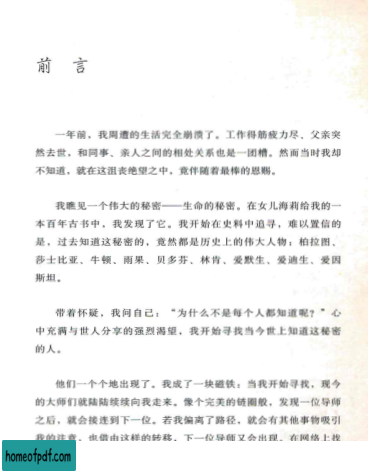 前 言
一年前，我周遭的生活完全崩溃了。工作得筋疲力尽、父亲突
然去世，和同事、亲人之间的相处关系也是一团糟。然而当时我却
不知道，就在这沮丧绝望之中，竟伴随着最棒的恩赐。
我瞧见一个伟大的秘密——生命的秘密。在女儿海莉给我的一
本百年古书中，我发现了它。我开始在史料中追寻，难以置信的
是，过去知道这秘密的，竟然都是历史上的伟大人物：柏拉图、
莎士比亚、牛顿、雨果、贝多芬、林肯、爱默生、爱迪生、爱因
斯坦。
带着怀疑，我问自己：“为什么不是每个人都知道呢？”心
中充满与世人分享的强烈渴望，我开始寻找当今世上知道这秘密
的人。
他们一个个地出现了。我成了一块磁铁：当我开始寻找，现今
的大师们就陆陆续续向我走来。像个完美的链圈般，发现一位导师
之后，就会接连到下一位。若我偏离了路径，就会有其他事物吸引
我的注意，也借由这样的转移，下一位导师又会出现。在网络上找
homeofpdf.com